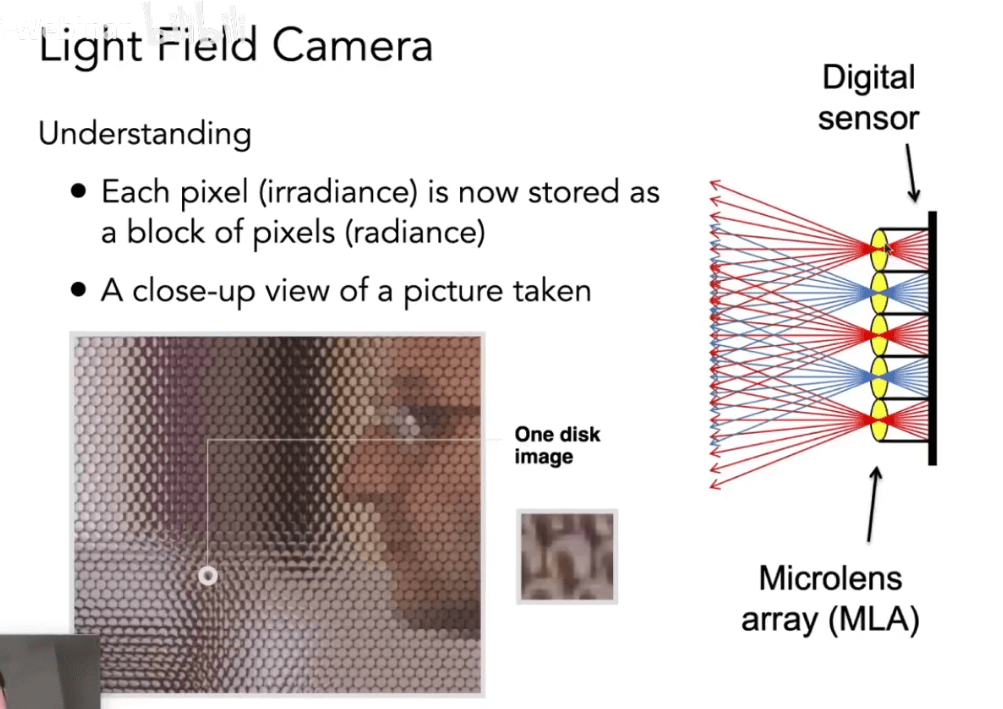 Light Field Camera
Understanding
• Each pixel (irradiance) is now stored as
a block of pixels (radiance)
• A close-up view of a picture taken
One disk
image
Digital
sensor
Microlens
array (MLA)